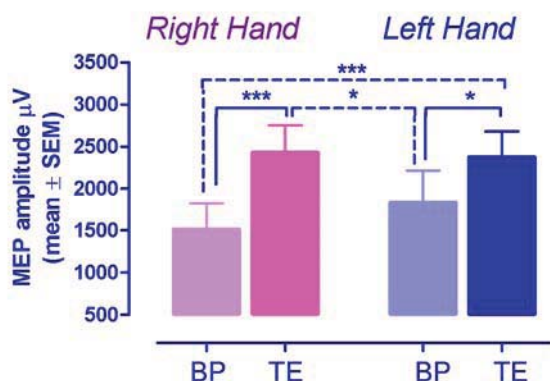 Right Hand Left Hand
MEP amplitude µV
(mean ± SEM)
3500
3000
2500
2000
1500
1000
500
***
*** * *
BP TE BP TE